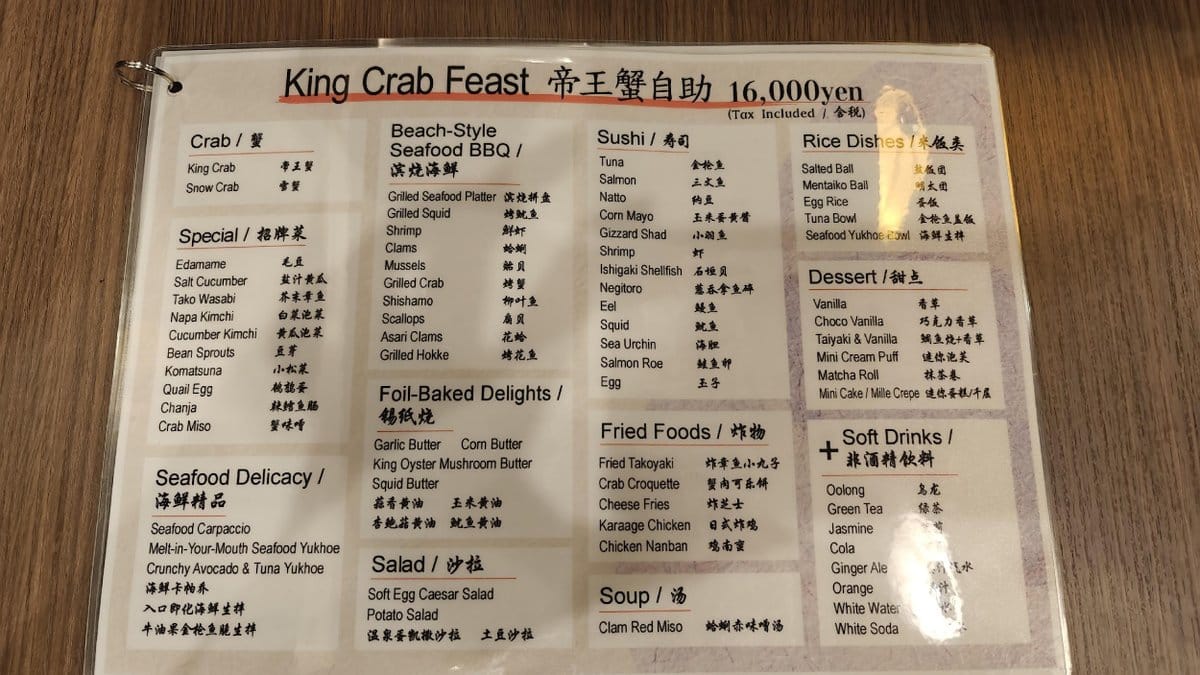 King Crab Feast 帝王蟹自助 16,000yen
(Tax Included / 含税)
Crab / 蟹
King Crab 帝王蟹
Snow Crab 雪蟹
Special / 招牌菜
Edamame 毛豆
Salt Cucumber 盐汁黄瓜
Tako Wasabi 芥末章鱼
Napa Kimchi 白菜泡菜
Cucumber Kimchi 黄瓜泡菜
Bean Sprouts 豆芽
Komatsuna 小松菜
Quail Egg 鹌鹑蛋
Chanja 辣鳕鱼肠
Crab Miso 蟹味噌
Seafood Delicacy /
海鲜精品
Seafood Carpaccio
Melt-in-Your-Mouth Seafood Yukhoe
Crunchy Avocado & Tuna Yukhoe
海鲜卡帕乔
入口即化海鲜生拌
牛油果金枪鱼脆生拌
Beach-Style
Seafood BBQ /
滨烧海鲜
Grilled Seafood Platter 滨烧拼盘
Grilled Squid 烤鱿鱼
Shrimp 鲜虾
Clams 蛤蜊
Mussels 贻贝
Grilled Crab 烤蟹
Shishamo 柳叶鱼
Scallops 扇贝
Asari Clams 花蛤
Grilled Hokke 烤花鱼
Foil-Baked Delights /
锡纸烧
Garlic Butter Corn Butter
King Oyster Mushroom Butter
Squid Butter
蒜香黄油 玉米黄油
杏鲍菇黄油 鱿鱼黄油
Salad / 沙拉
Soft Egg Caesar Salad
Potato Salad
温泉蛋凯撒沙拉 土豆沙拉
Sushi / 寿司
Tuna 金枪鱼
Salmon 三文鱼
Natto 纳豆
Corn Mayo 玉米蛋黄酱
Gizzard Shad 小羽鱼
Shrimp 虾
Ishigaki Shellfish 石垣贝
Negitoro 葱吞拿鱼碎
Eel 鳗鱼
Squid 鱿鱼
Sea Urchin 海胆
Salmon Roe 鲑鱼卵
Egg 玉子
Fried Foods / 炸物
Fried Takoyaki 炸章鱼小丸子
Crab Croquette 蟹肉可乐饼
Cheese Fries 炸芝士
Karaage Chicken 日式炸鸡
Chicken Nanban 鸡南蛮
Soup / 汤
Clam Red Miso 蛤蜊赤味噌汤
Rice Dishes / 米饭类
Salted Ball 盐饭团
Mentaiko Ball 明太团
Egg Rice 蛋饭
Tuna Bowl 金枪鱼盖饭
Seafood Yukhoe Bowl 海鲜生拌
Dessert / 甜点
Vanilla 香草
Choco Vanilla 巧克力香草
Taiyaki & Vanilla 鲷鱼烧+香草
Mini Cream Puff 迷你泡芙
Matcha Roll 抹茶卷
Mini Cake / Mille Crepe 迷你蛋糕/千层
+ Soft Drinks /
非酒精饮料
Oolong 乌龙
Green Tea 绿茶
Jasmine
Cola
Ginger Ale 水
Orange 汁
White Water
White Soda